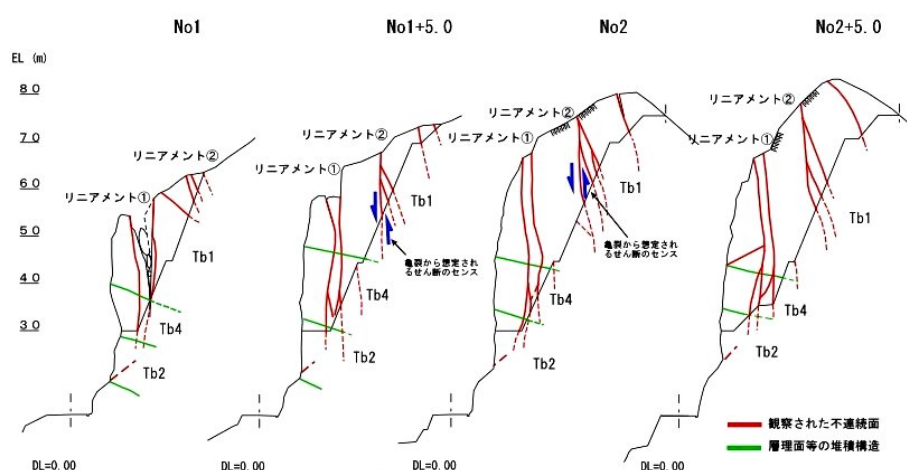 No1
No1+5.0
No2
No2+5.0
EL (m)
80
70
60
50
40
30
リニアメント②
リニアメント①
Tb1
Tb4
Tb2
リニアメント②
リニアメント①
亀裂から想定され
るせん断のセンス
Tb4
Tb2
リニアメント②
リニアメント①
Tb1
亀裂から想定され
るせん断のセンス
Tb4
Tb2
リニアメント②
リニアメント①
Tb1
Tb4
Tb2
観察された不連続面
層理面等の堆積構造
DL=0.00
DL=0.00
DL=0.00
DL=0.00